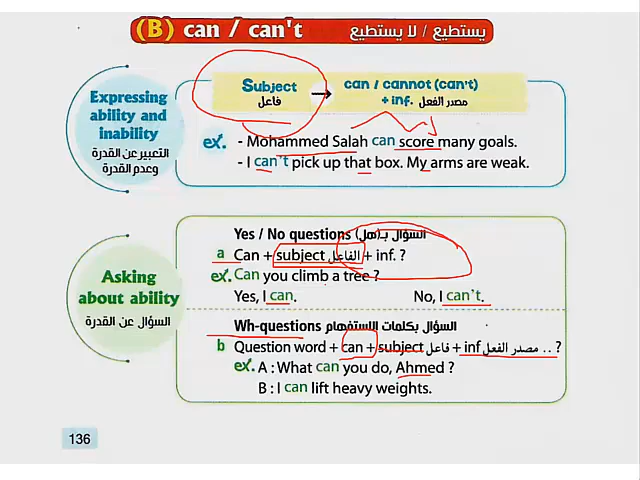 (B) can / can't يستطيع / لا يستطيع
Expressing
ability and
inability
التعبير عن القدرة
وعدم القدرة
Subject
فاعل
→
can / cannot (can't)
+ inf. مصدر الفعل
ex. - Mohammed Salah can score many goals.
- I can't pick up that box. My arms are weak.
Asking
about ability
السؤال عن القدرة
Yes / No questions السؤال بـ(هل)
a Can + subject الفاعل + inf. ?
ex. Can you climb a tree ?
Yes, I can. No, I can't.
Wh-questions السؤال بكلمات الاستفهام
b Question word + can + subject فاعل + inf مصدر الفعل .. ?
ex. A : What can you do, Ahmed ?
B : I can lift heavy weights.
136